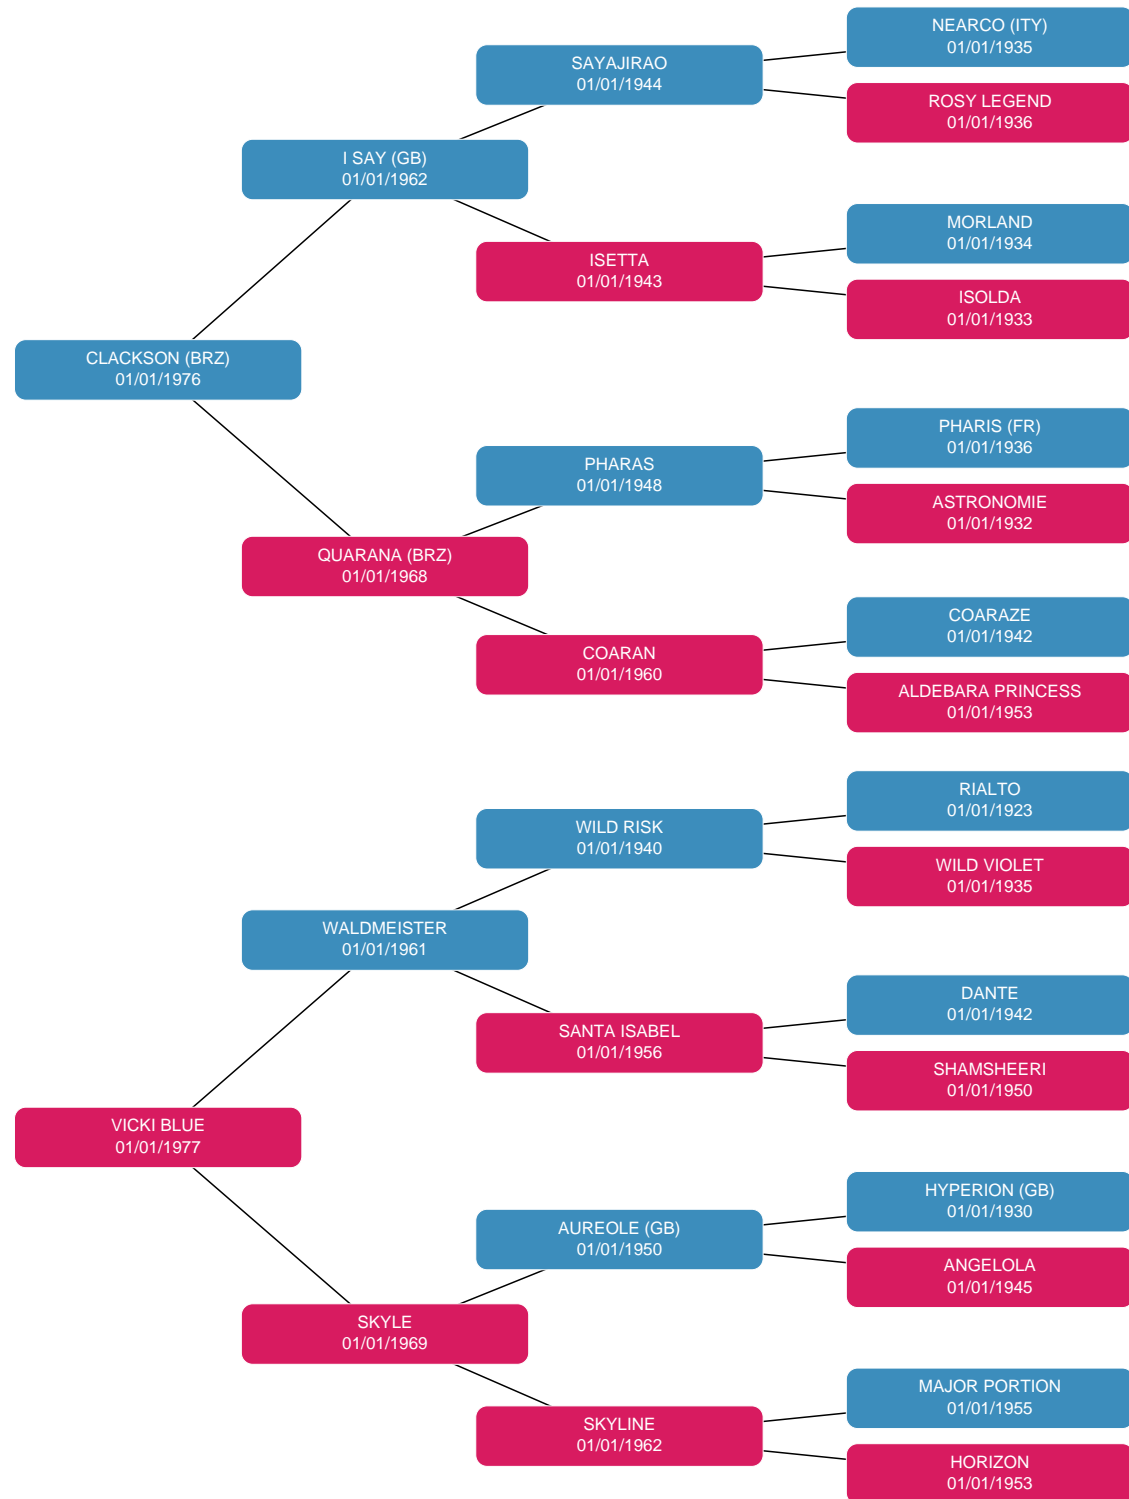 NEARCO (ITY)
01/01/1935
SAYAJIRAO
01/01/1944
ROSY LEGEND
01/01/1936
I SAY (GB)
01/01/1962
MORLAND
01/01/1934
ISETTA
01/01/1943
ISOLDA
01/01/1933
CLACKSON (BRZ)
01/01/1976
PHARIS (FR)
01/01/1936
PHARAS
01/01/1948
ASTRONOMIE
01/01/1932
QUARANA (BRZ)
01/01/1968
COARAZE
01/01/1942
COARAN
01/01/1960
ALDEBARA PRINCESS
01/01/1953
RIALTO
01/01/1923
WILD RISK
01/01/1940
WILD VIOLET
01/01/1935
WALDMEISTER
01/01/1961
DANTE
01/01/1942
SANTA ISABEL
01/01/1956
SHAMSHEERI
01/01/1950
VICKI BLUE
01/01/1977
HYPERION (GB)
01/01/1930
AUREOLE (GB)
01/01/1950
ANGELOLA
01/01/1945
SKYLE
01/01/1969
MAJOR PORTION
01/01/1955
SKYLINE
01/01/1962
HORIZON
01/01/1953